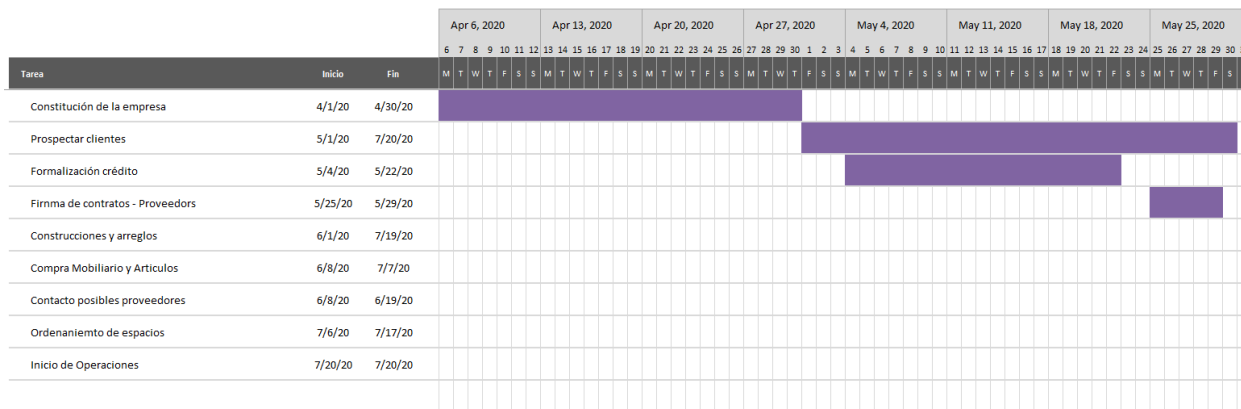 Apr 6, 2020 Apr 13, 2020 Apr 20, 2020 Apr 27, 2020 May 4, 2020 May 11, 2020 May 18, 2020 May 25, 2020
6 7 8 9 10 11 12 13 14 15 16 17 18 19 20 21 22 23 24 25 26 27 28 29 30 1 2 3 4 5 6 7 8 9 10 11 12 13 14 15 16 17 18 19 20 21 22 23 24 25 26 27 28 29 30
Tarea Inicio Fin M T W T F S S M T W T F S S M T W T F S S M T W T F S S M T W T F S S M T W T F S S M T W T F S S M T W T F S
Constitución de la empresa 4/1/20 4/30/20
Prospectar clientes 5/1/20 7/20/20
Formalización crédito 5/4/20 5/22/20
Firnma de contratos - Proveedors 5/25/20 5/29/20
Construcciones y arreglos 6/1/20 7/19/20
Compra Mobiliario y Articulos 6/8/20 7/7/20
Contacto posibles proveedores 6/8/20 6/19/20
Ordenaniemto de espacios 7/6/20 7/17/20
Inicio de Operaciones 7/20/20 7/20/20